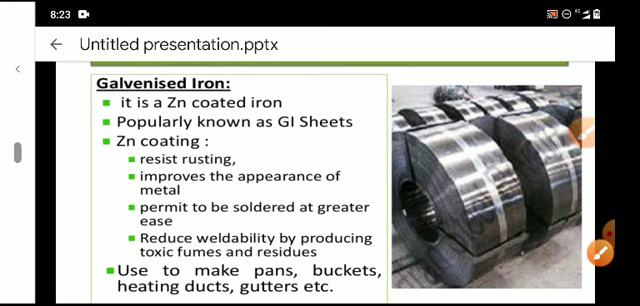 8:23
Untitled presentation.pptx
Galvenised Iron:
it is a Zn coated iron
Popularly known as GI Sheets
Zn coating :
resist rusting,
improves the appearance of
metal
permit to be soldered at greater
ease
Reduce weldability by producing
toxic fumes and residues
Use to make pans, buckets,
heating ducts, gutters etc.